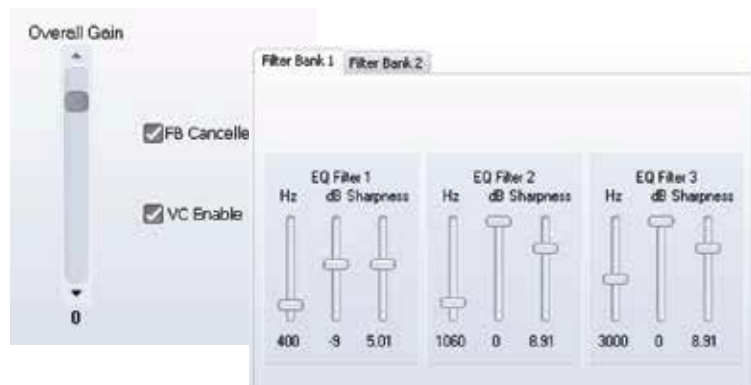 Overall Gain
FB Cancelle
VC Enable
0
Filter Bank 1 Filter Bank 2
EQ Filter 1
Hz dB Sharpness
400 -9 5.01
EQ Filter 2
Hz dB Sharpness
1060 0 8.91
EQ Filter 3
Hz dB Sharpness
3000 0 8.91